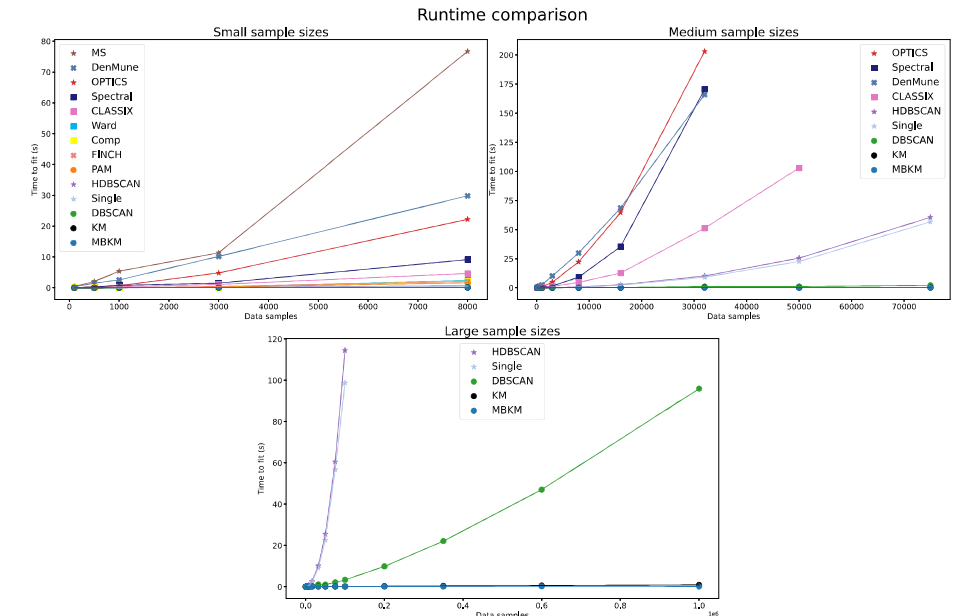 Runtime comparison
Small sample sizes
80
70
60
50
40
30
20
10
0
Time to fit (s)
MS
DenMune
OPTICS
Spectral
CLASSIX
Ward
Comp
FINCH
PAM
HDBSCAN
Single
DBSCAN
KM
MBKM
0 1000 2000 3000 4000 5000 6000 7000 8000
Data samples
Medium sample sizes
200
175
150
125
100
75
50
25
0
Time to fit (s)
OPTICS
Spectral
DenMune
CLASSIX
HDBSCAN
Single
DBSCAN
KM
MBKM
0 10000 20000 30000 40000 50000 60000 70000
Data samples
Large sample sizes
120
100
80
60
40
20
0
Time to fit (s)
HDBSCAN
Single
DBSCAN
KM
MBKM
0.0 0.2 0.4 0.6 0.8 1.0
Data samples
1e6